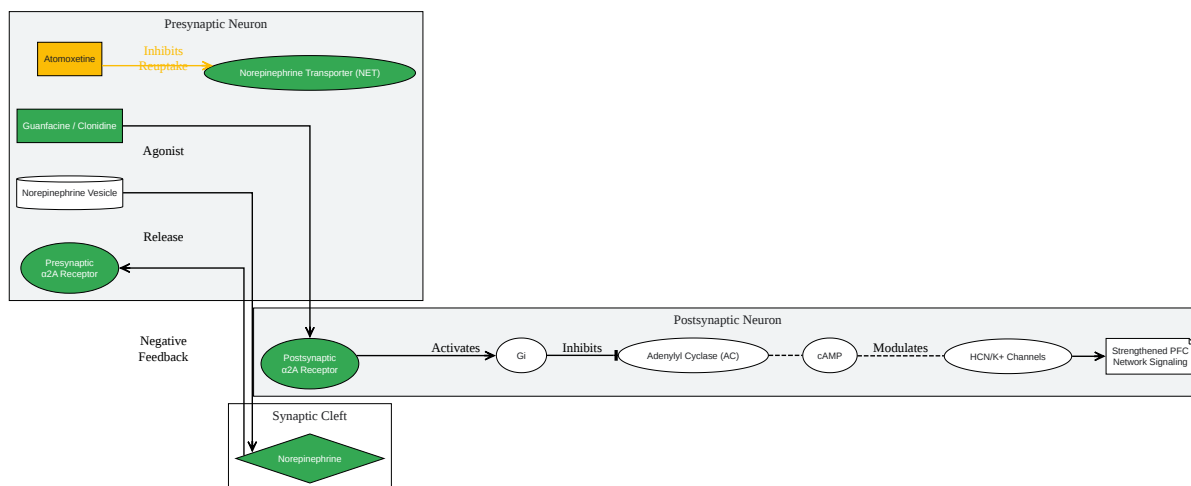 Presynaptic Neuron
Atomoxetine
Inhibits
Reuptake
Norepinephrine Transporter (NET)
Guanfacine / Clonidine
Agonist
Norepinephrine Vesicle
Release
Presynaptic
α2A Receptor
Negative
Feedback
Postsynaptic Neuron
Postsynaptic
α2A Receptor
Activates
Gi
Inhibits
Adenylyl Cyclase (AC)
cAMP
Modulates
HCN/K+ Channels
Strengthened PFC
Network Signaling
Synaptic Cleft
Norepinephrine